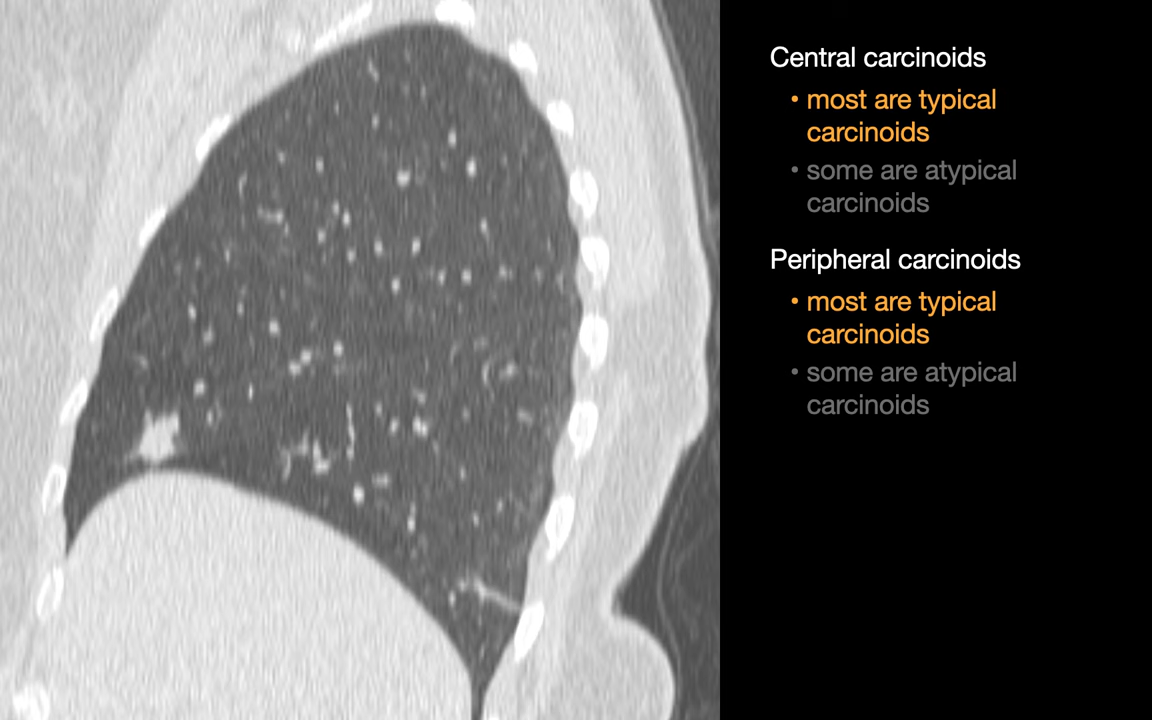 Central carcinoids
• most are typical
carcinoids
• some are atypical
carcinoids
Peripheral carcinoids
• most are typical
carcinoids
• some are atypical
carcinoids